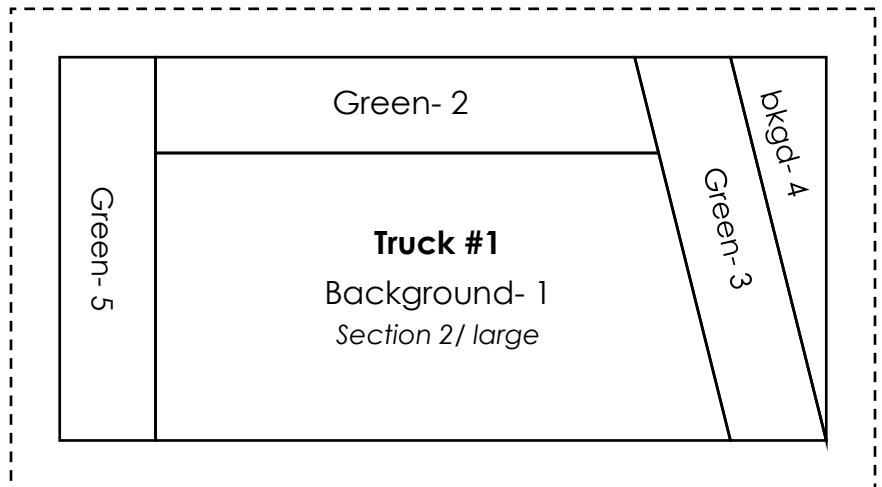 Green- 2
bkgd- 4
Green- 3
Green- 5
Truck #1
Background- 1
Section 2/ large